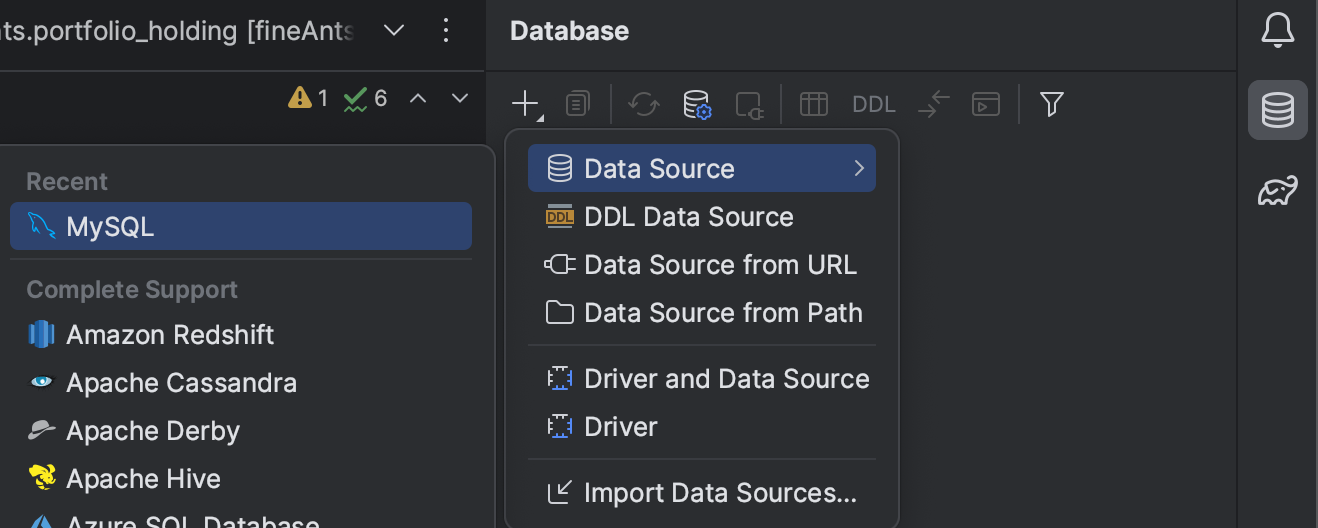 ts.portfolio_holding [fineAnts
Database
1 6
DDL
Recent
MySQL
Complete Support
Amazon Redshift
Apache Cassandra
Apache Derby
Apache Hive
Azure SQL Database
Data Source
DDL Data Source
Data Source from URL
Data Source from Path
Driver and Data Source
Driver
Import Data Sources...